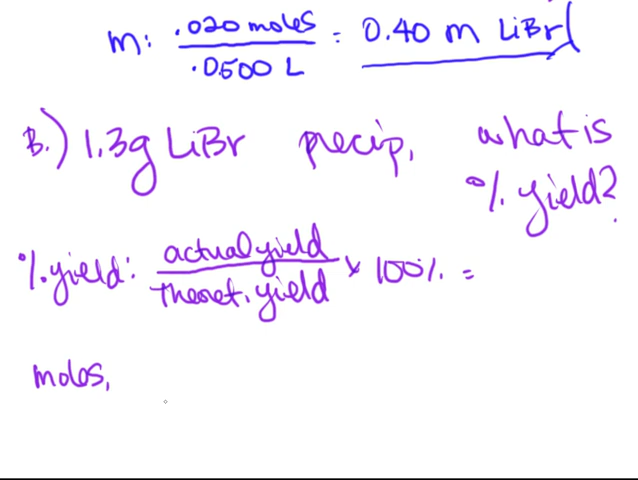 M: .020 moles / .0500 L = 0.40 M LiBr
B.) 1.3g LiBr precip, what is
% yield?
% yield: actual yield / Theoret. yield x 100% =
moles,